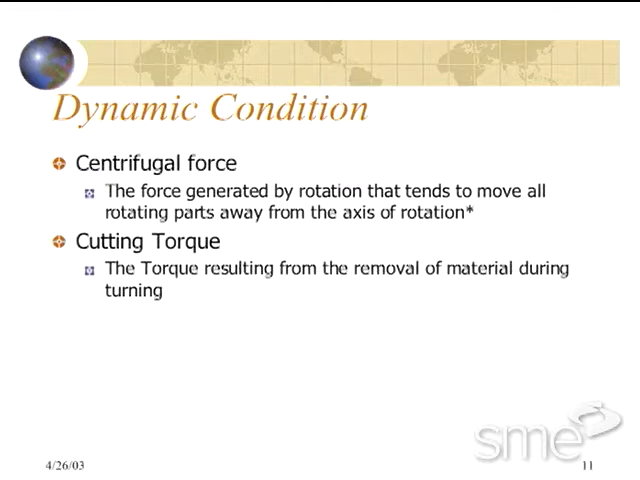 Dynamic Condition
Centrifugal force
The force generated by rotation that tends to move all
rotating parts away from the axis of rotation*
Cutting Torque
The Torque resulting from the removal of material during
turning
sme
4/26/03
11